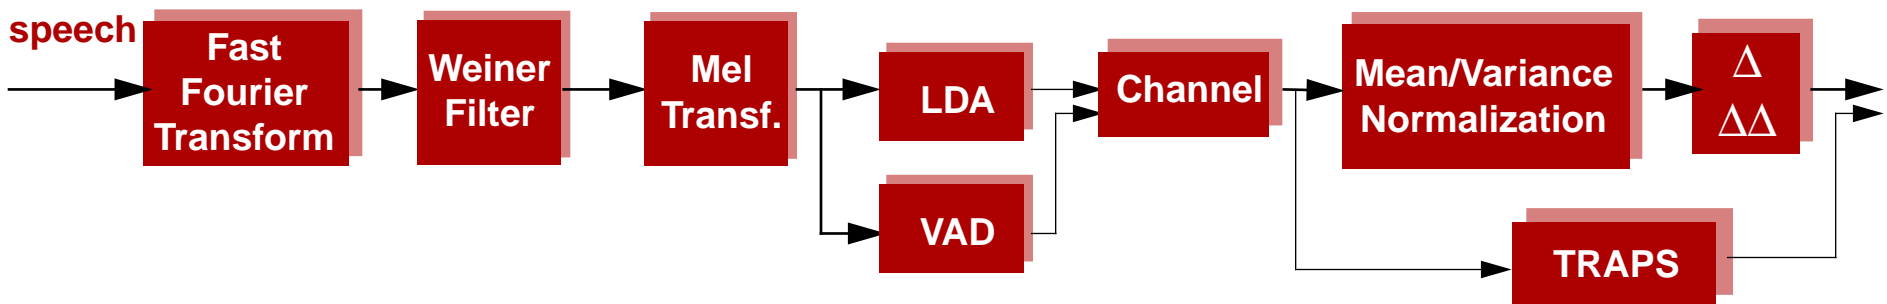 speech
Fast
Fourier
Transform
Weiner
Filter
Mel
Transf.
LDA
VAD
Channel
Mean/Variance
Normalization
Δ
ΔΔ
TRAPS